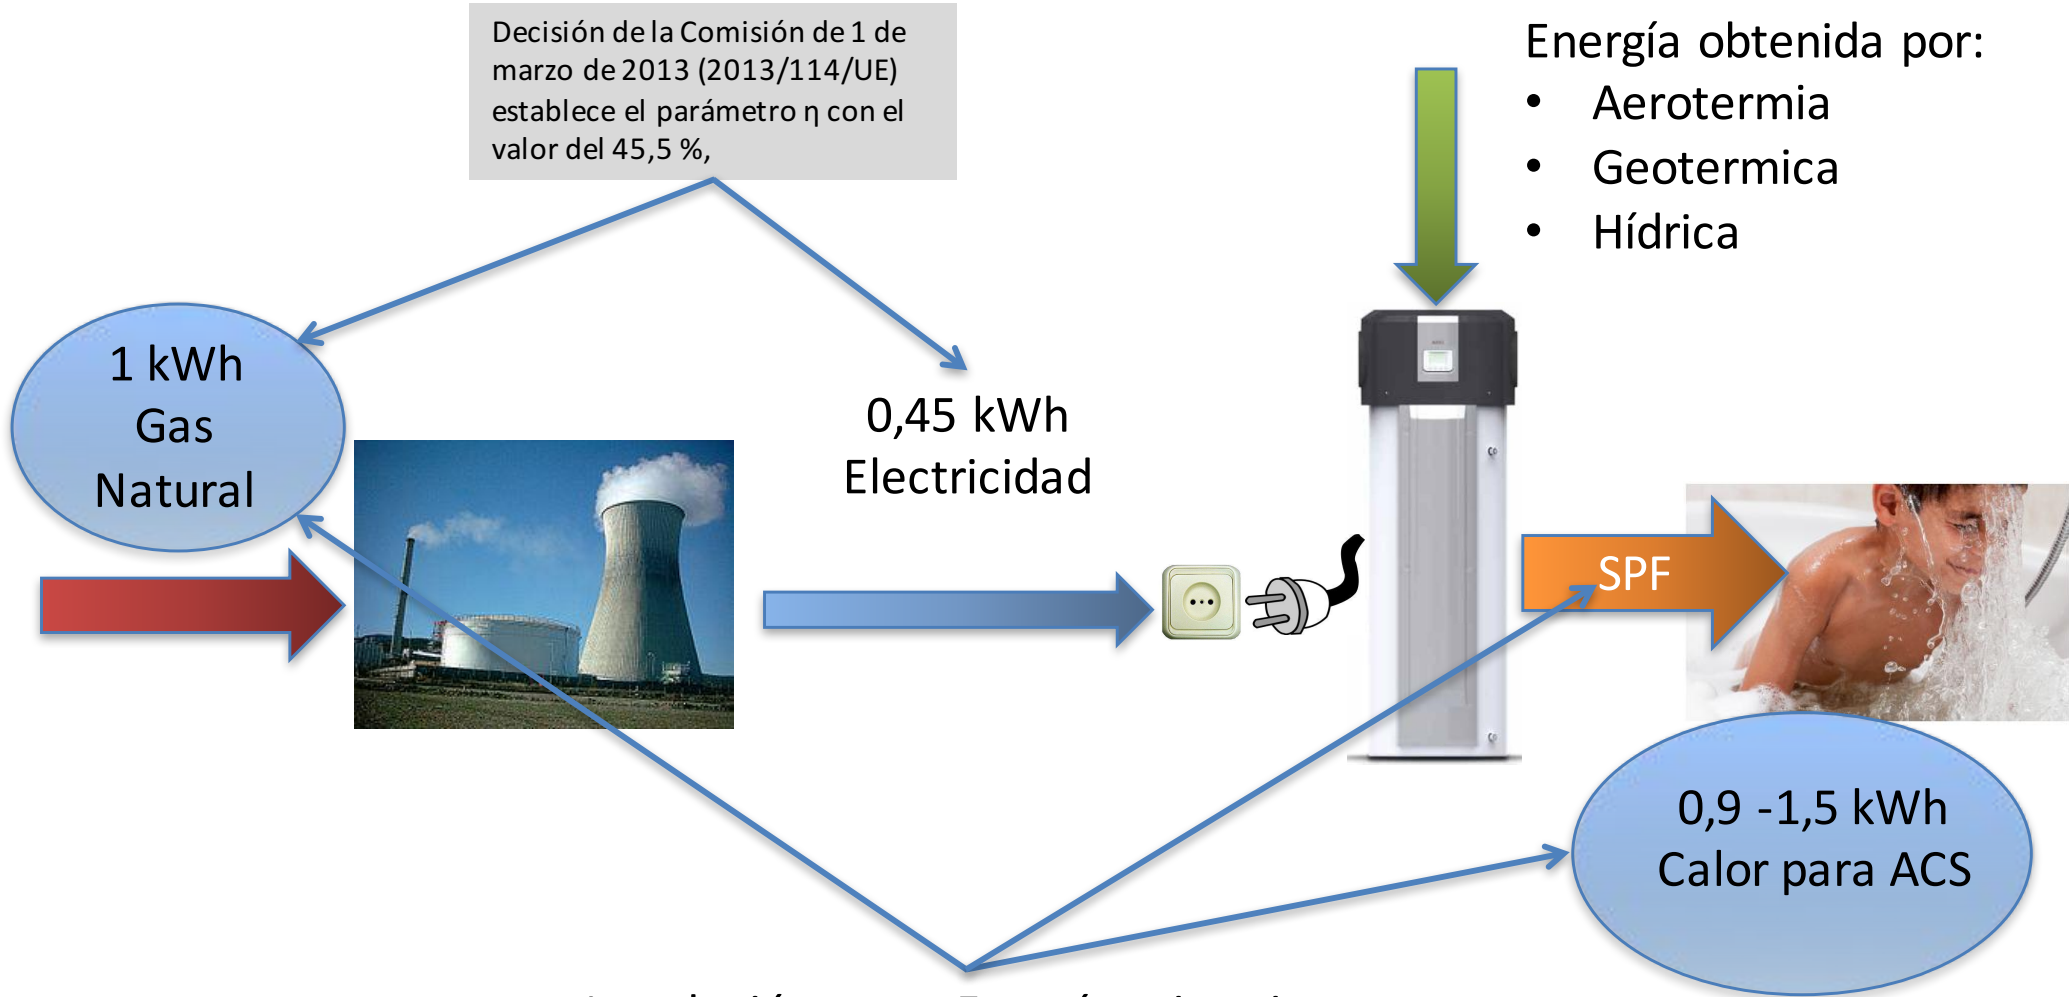 Decisión de la Comisión de 1 de
marzo de 2013 (2013/114/UE)
establece el parámetro η con el
valor del 45,5 %,
Energía obtenida por:
• Aerotermia
• Geotermica
• Hídrica
1 kWh
Gas
Natural
0,45 kWh
Electricidad
SPF
0,9 -1,5 kWh
Calor para ACS